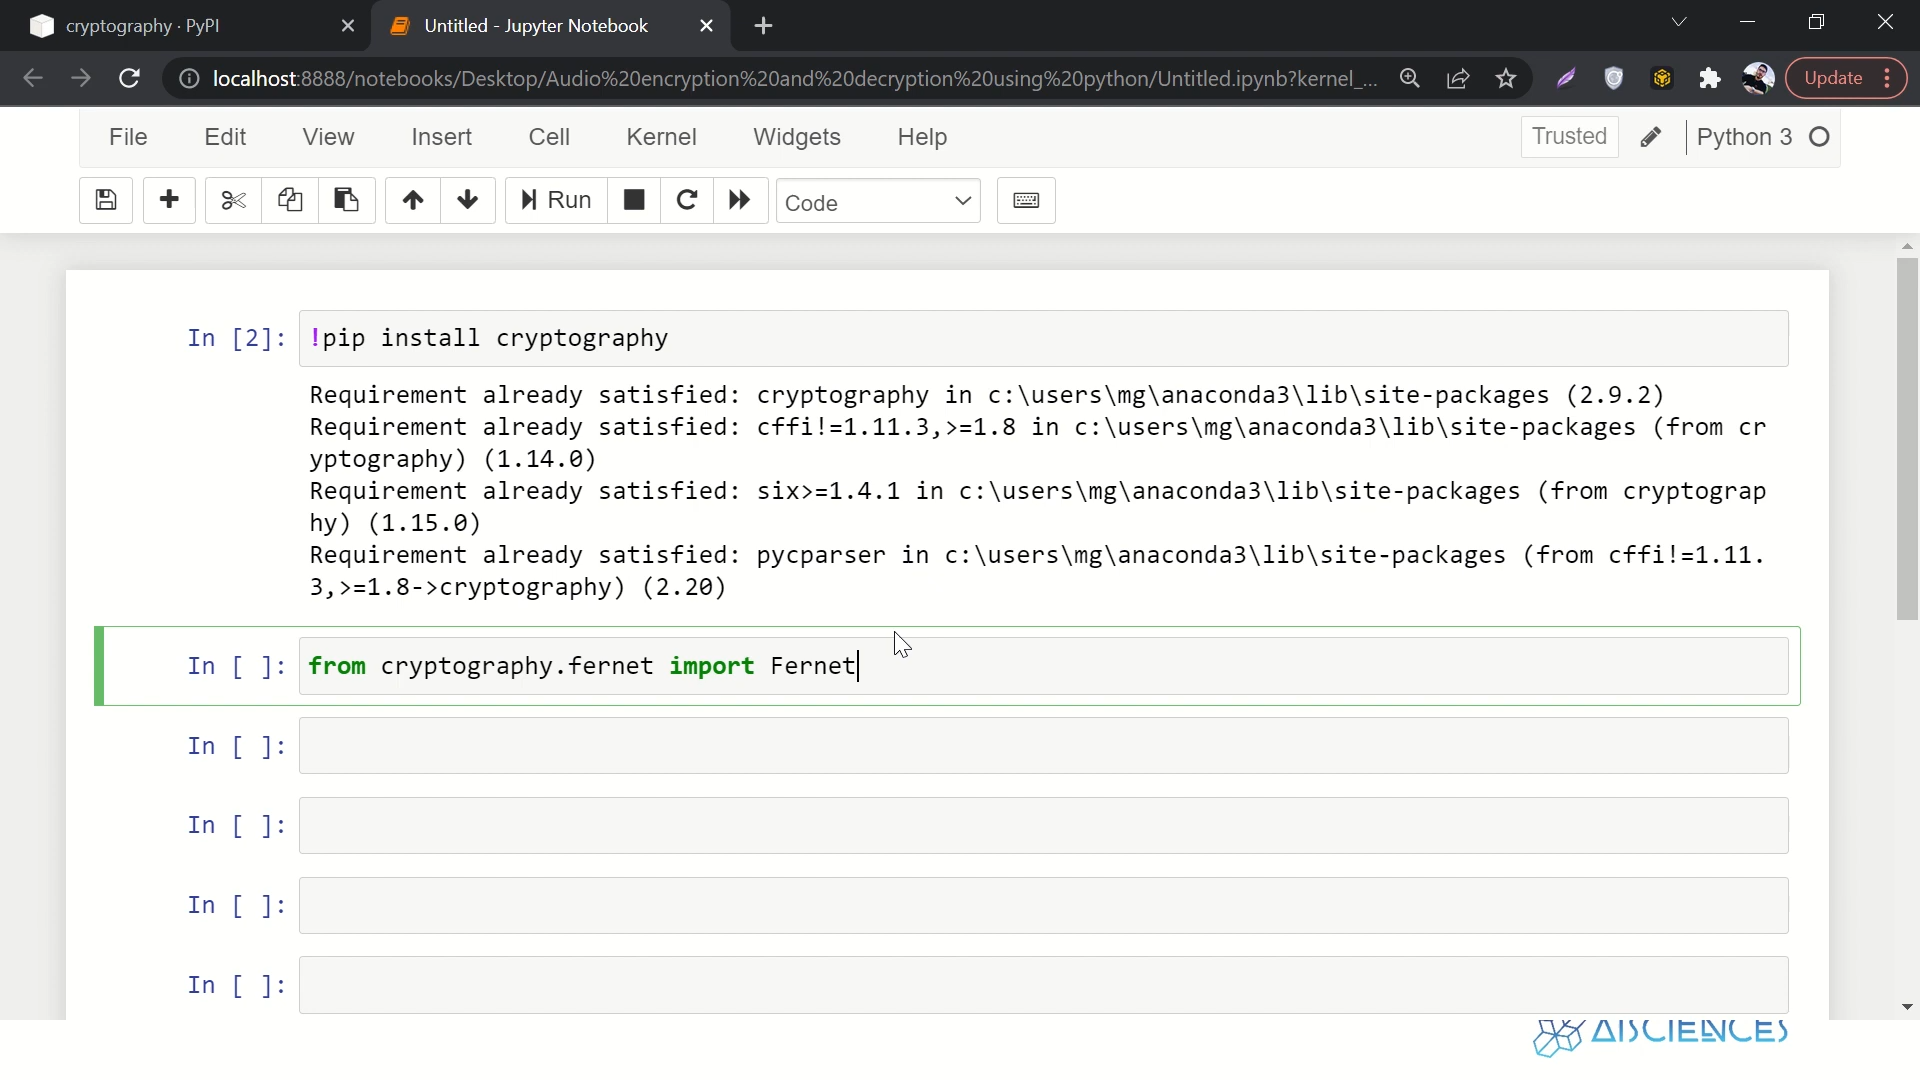 cryptography · PyPI
Untitled - Jupyter Notebook
localhost:8888/notebooks/Desktop/Audio%20encryption%20and%20decryption%20using%20python/Untitled.ipynb?kernel_...
Update
File Edit View Insert Cell Kernel Widgets Help
Trusted
Python 3
Run
Code
In [2]: !pip install cryptography
Requirement already satisfied: cryptography in c:\users\mg\anaconda3\lib\site-packages (2.9.2)
Requirement already satisfied: cffi!=1.11.3,>=1.8 in c:\users\mg\anaconda3\lib\site-packages (from cr
yptography) (1.14.0)
Requirement already satisfied: six>=1.4.1 in c:\users\mg\anaconda3\lib\site-packages (from cryptograp
hy) (1.15.0)
Requirement already satisfied: pycparser in c:\users\mg\anaconda3\lib\site-packages (from cffi!=1.11.
3,>=1.8->cryptography) (2.20)
In [ ]: from cryptography.fernet import Fernet
In [ ]:
In [ ]:
In [ ]:
In [ ]:
AISCIENCES